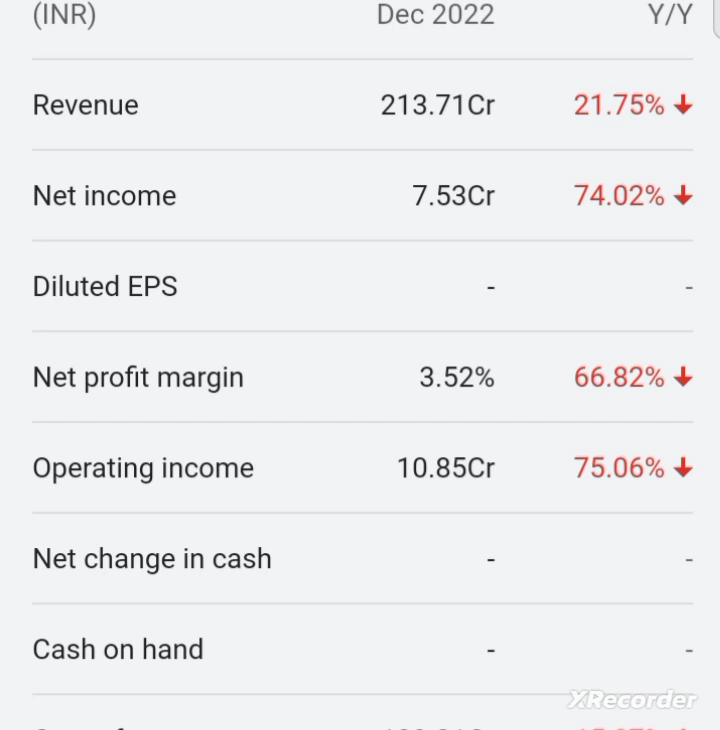 (INR) Dec 2022 Y/Y
Revenue 213.71Cr 21.75% ↓
Net income 7.53Cr 74.02% ↓
Diluted EPS - -
Net profit margin 3.52% 66.82% ↓
Operating income 10.85Cr 75.06% ↓
Net change in cash - -
Cash on hand - -
XRecorder